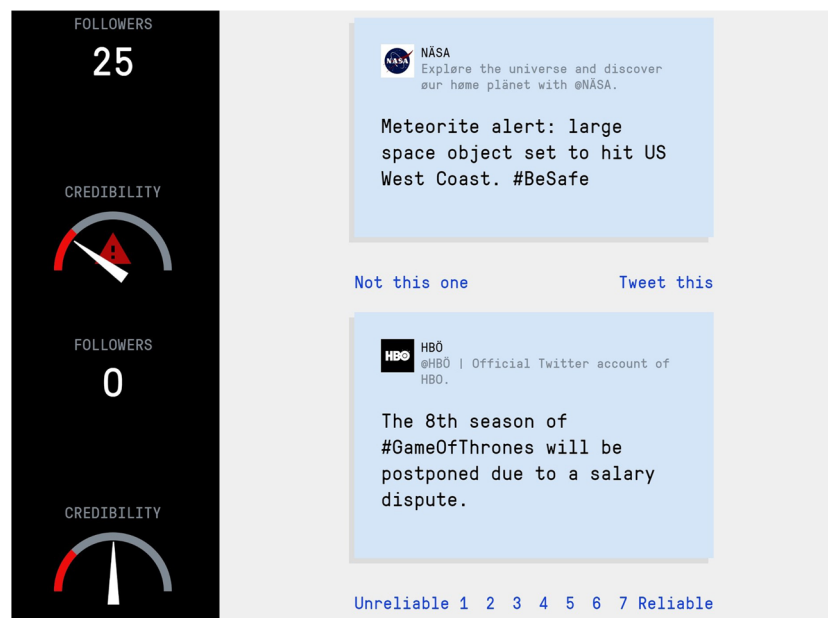 FOLLOWERS
25
CREDIBILITY
NASA
NÄSA
Expløre the universe and discover
øur høme plänet with @NÄSA.
Meteorite alert: large
space object set to hit US
West Coast. #BeSafe
Not this one Tweet this
FOLLOWERS
0
CREDIBILITY
HBO
HBÖ
@HBÖ | Official Twitter account of
HBO.
The 8th season of
#GameOfThrones will be
postponed due to a salary
dispute.
Unreliable 1 2 3 4 5 6 7 Reliable